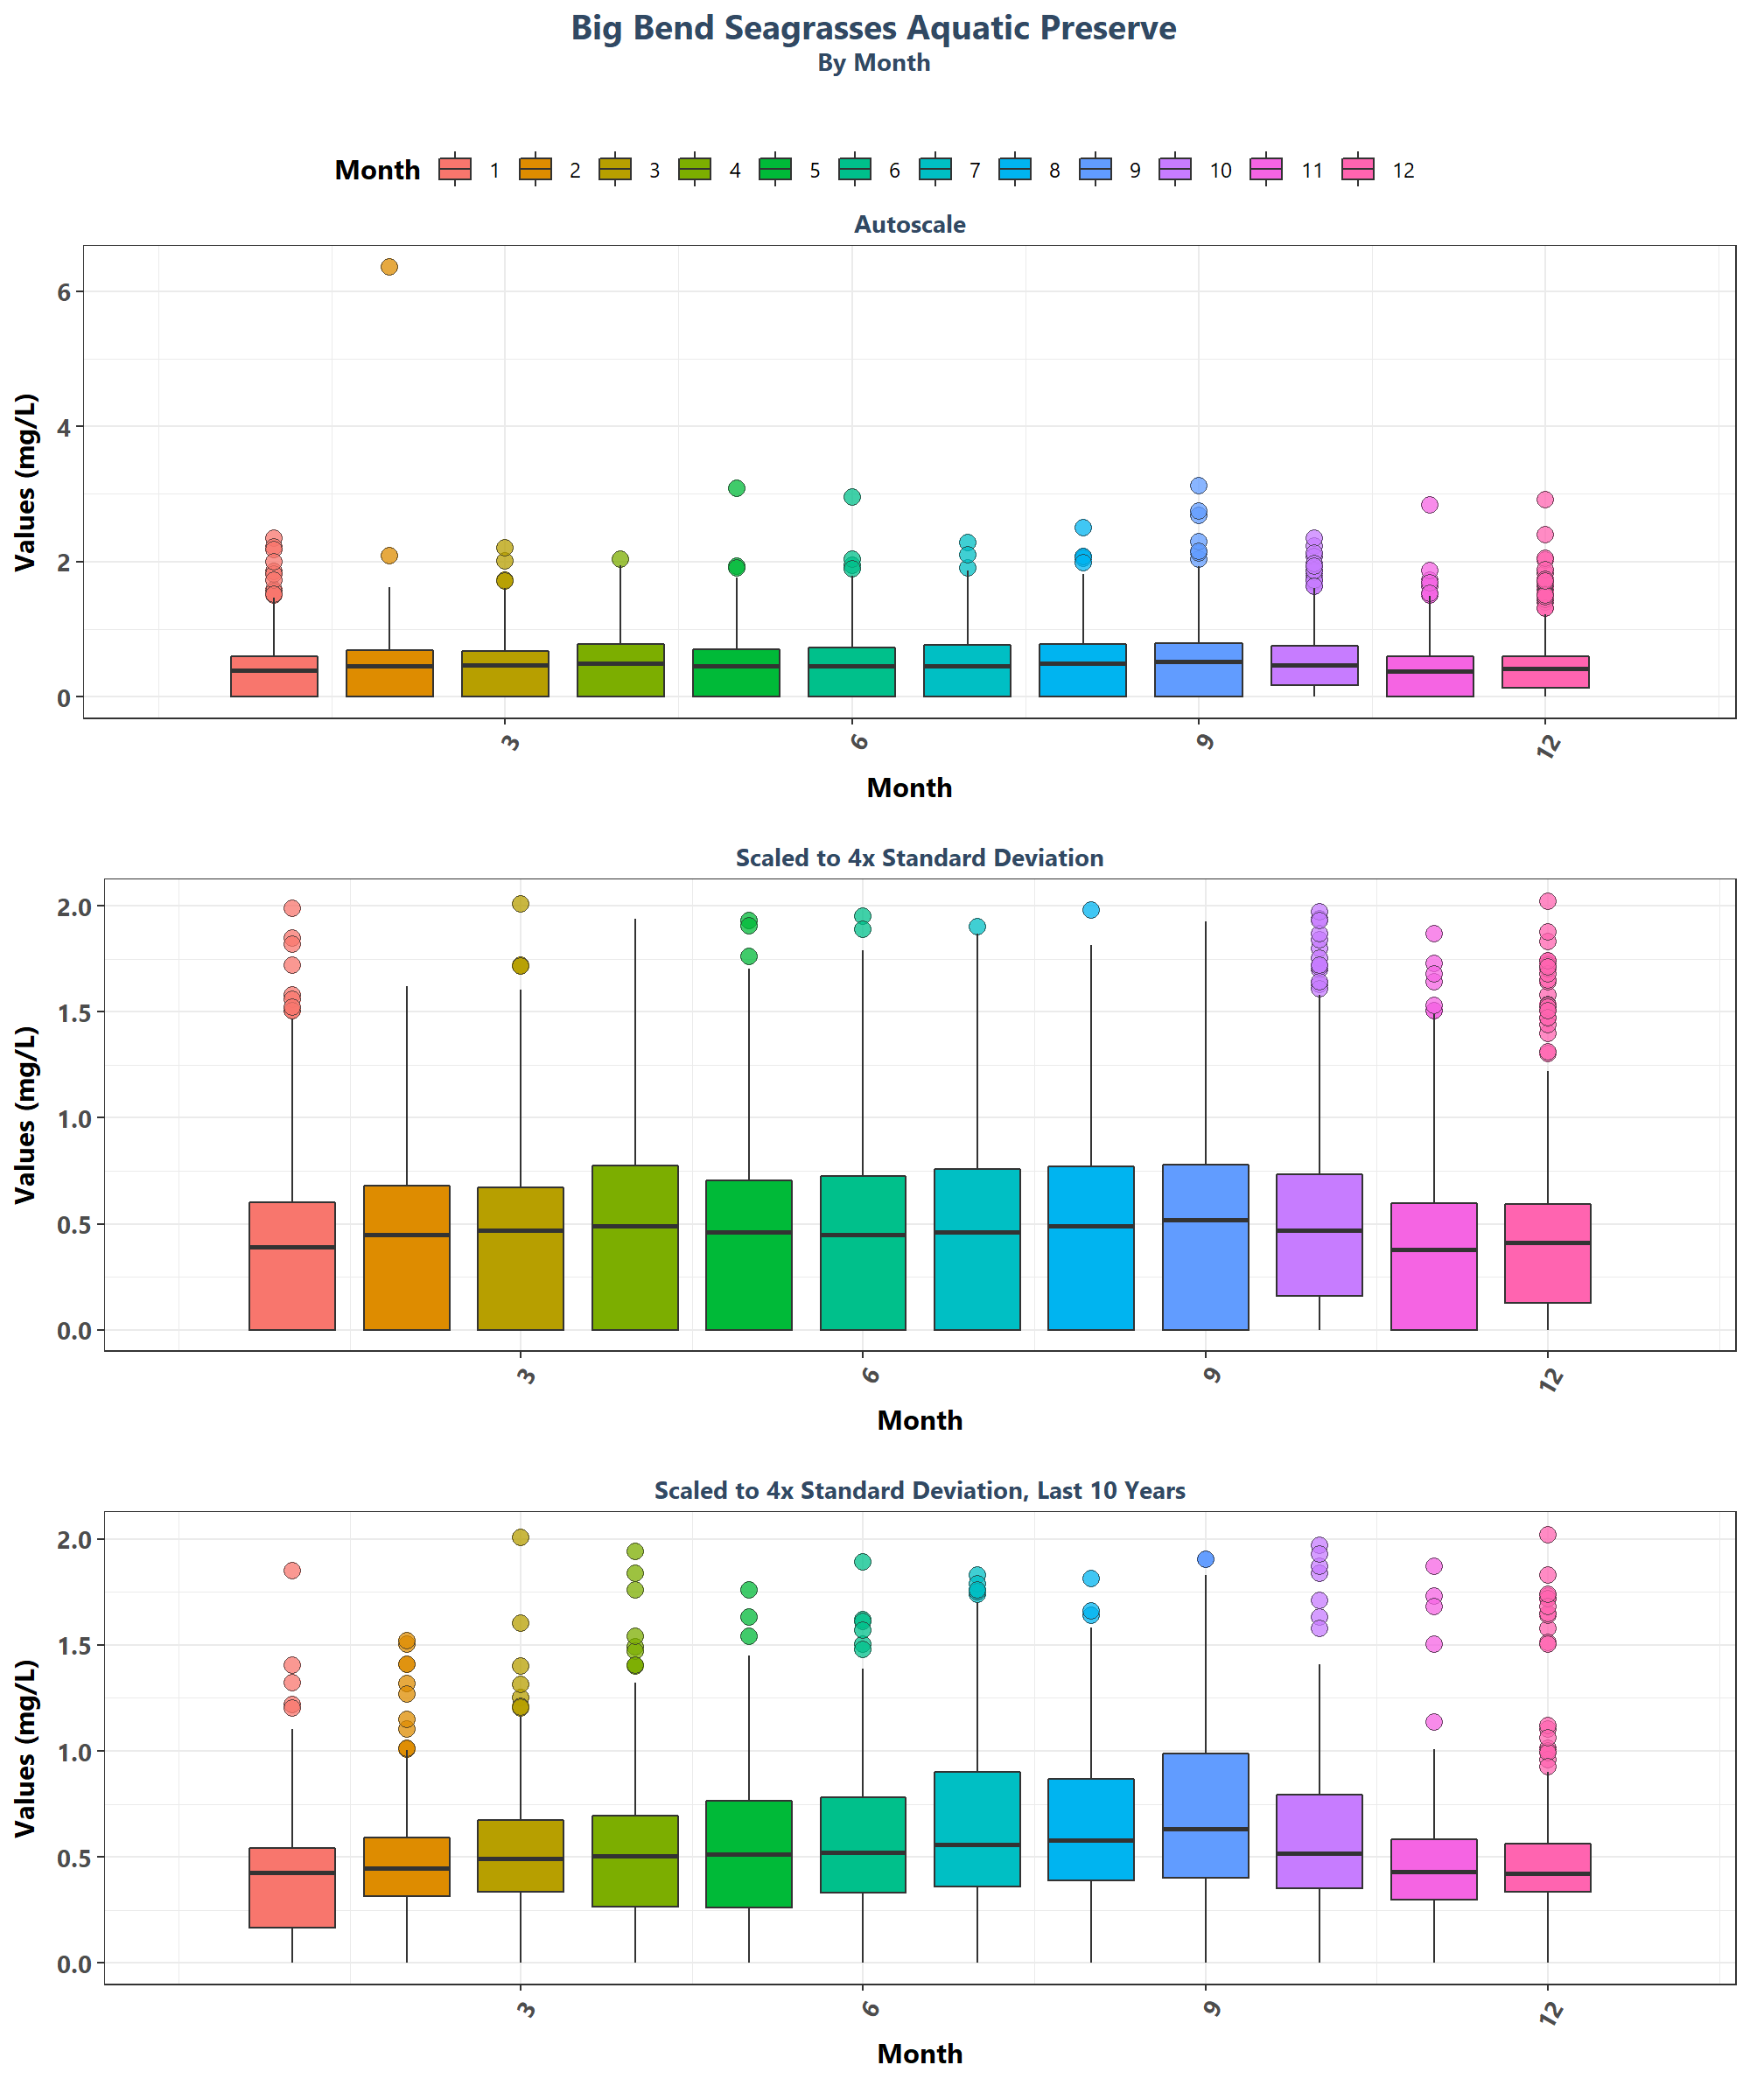 Big Bend Seagrasses Aquatic Preserve
By Month
Month 1 2 3 4 5 6 7 8 9 10 11 12
Autoscale
Values (mg/L)
6
4
2
0
3 6 9 12
Month
Scaled to 4x Standard Deviation
Values (mg/L)
2.0
1.5
1.0
0.5
0.0
3 6 9 12
Month
Scaled to 4x Standard Deviation, Last 10 Years
Values (mg/L)
2.0
1.5
1.0
0.5
0.0
3 6 9 12
Month